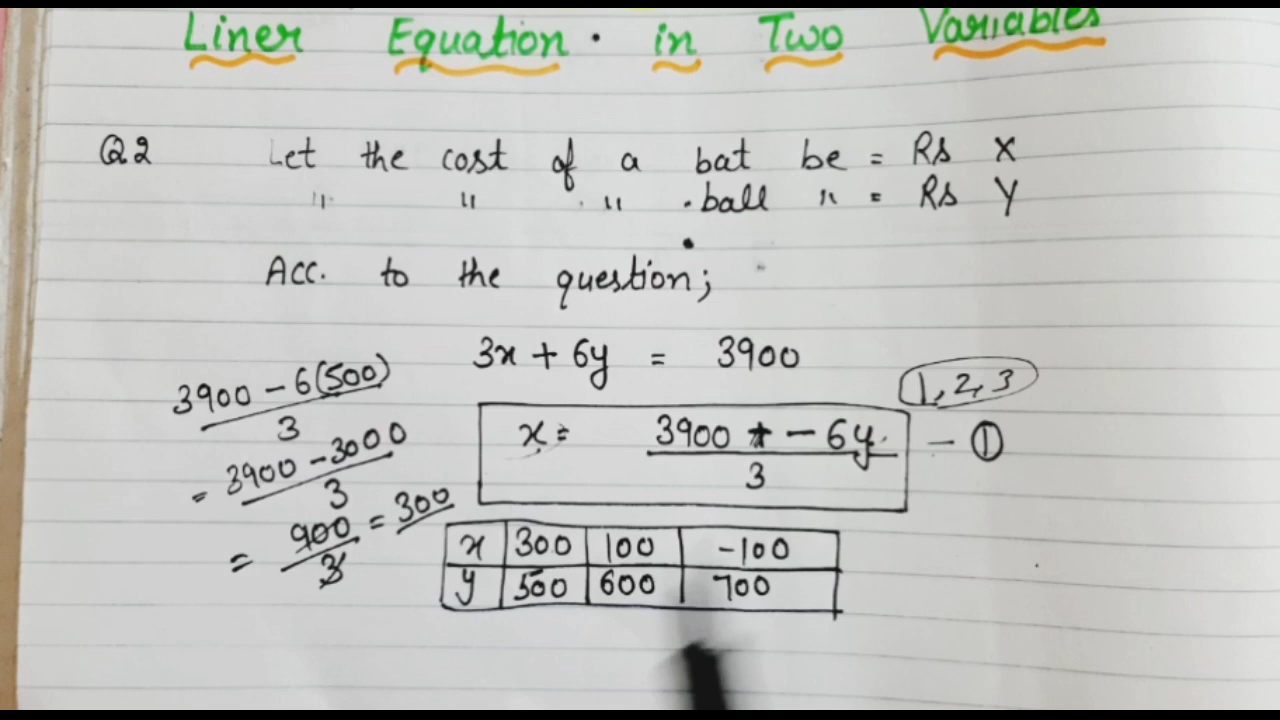 Liner Equation in Two Variables
Q2 Let the cost of a bat be = Rs X
" " " ball " = Rs Y
Acc. to the question;
3x + 6y = 3900
1, 2, 3
x = 3900 - 6y / 3 - ①
3900 - 6(500) / 3
= 3900 - 3000 / 3
= 900 / 3 = 300
x 300 100 -100
y 500 600 700